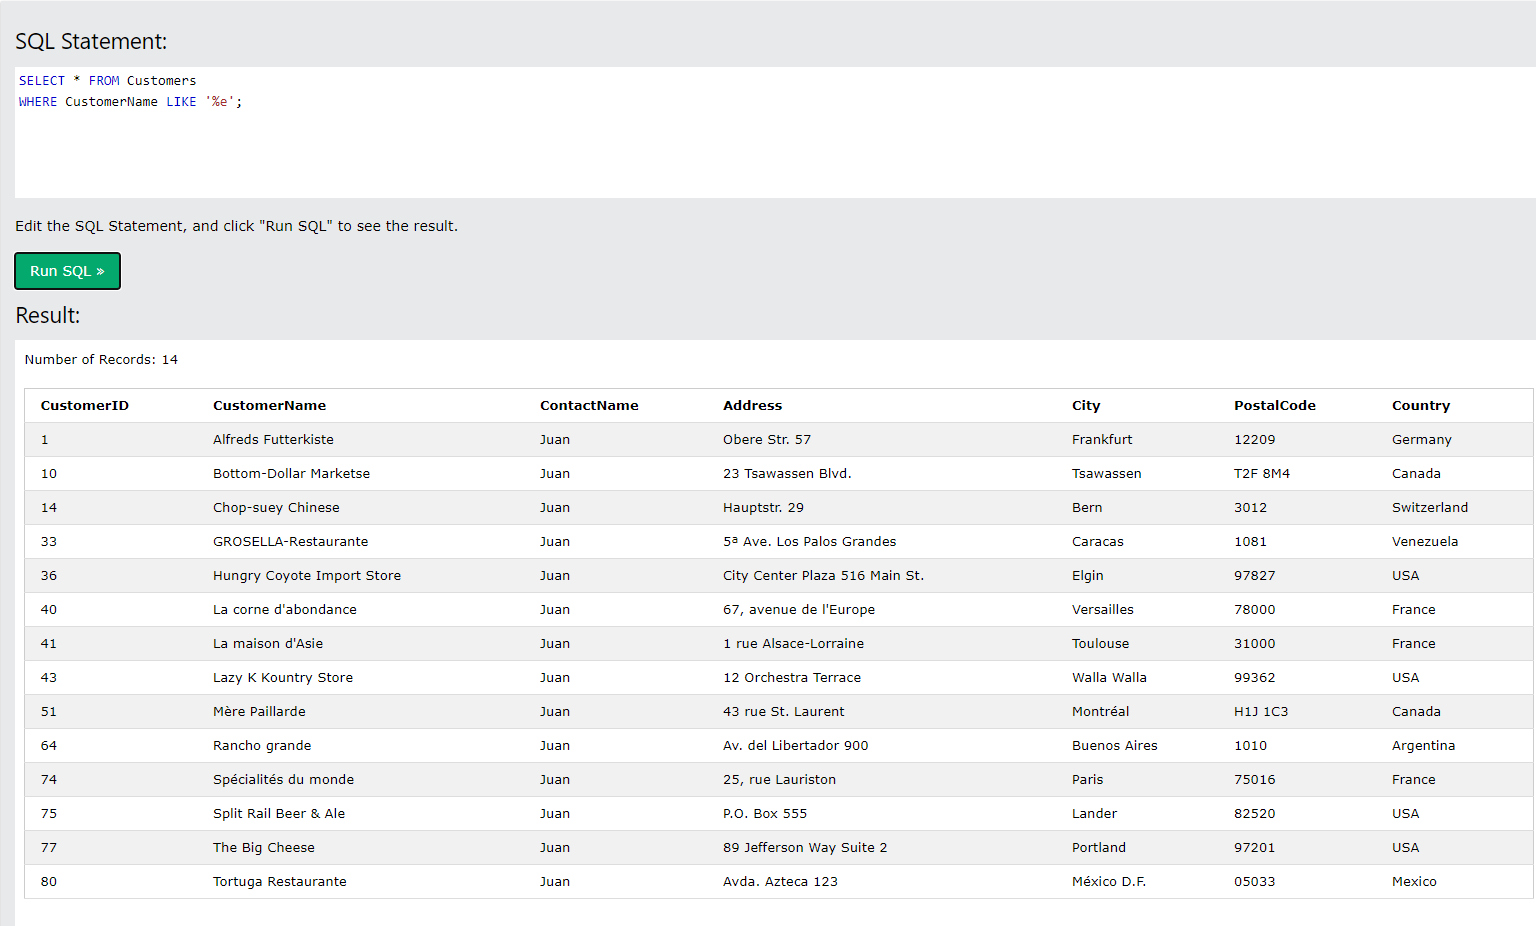 SQL Statement:
SELECT * FROM Customers
WHERE CustomerName LIKE '%e';
Edit the SQL Statement, and click "Run SQL" to see the result.
Run SQL »
Result:
Number of Records: 14
CustomerID CustomerName ContactName Address City PostalCode Country
1 Alfreds Futterkiste Juan Obere Str. 57 Frankfurt 12209 Germany
10 Bottom-Dollar Marketse Juan 23 Tsawassen Blvd. Tsawassen T2F 8M4 Canada
14 Chop-suey Chinese Juan Hauptstr. 29 Bern 3012 Switzerland
33 GROSELLA-Restaurante Juan 5ª Ave. Los Palos Grandes Caracas 1081 Venezuela
36 Hungry Coyote Import Store Juan City Center Plaza 516 Main St. Elgin 97827 USA
40 La corne d'abondance Juan 67, avenue de l'Europe Versailles 78000 France
41 La maison d'Asie Juan 1 rue Alsace-Lorraine Toulouse 31000 France
43 Lazy K Kountry Store Juan 12 Orchestra Terrace Walla Walla 99362 USA
51 Mère Paillarde Juan 43 rue St. Laurent Montréal H1J 1C3 Canada
64 Rancho grande Juan Av. del Libertador 900 Buenos Aires 1010 Argentina
74 Spécialités du monde Juan 25, rue Lauriston Paris 75016 France
75 Split Rail Beer & Ale Juan P.O. Box 555 Lander 82520 USA
77 The Big Cheese Juan 89 Jefferson Way Suite 2 Portland 97201 USA
80 Tortuga Restaurante Juan Avda. Azteca 123 México D.F. 05033 Mexico